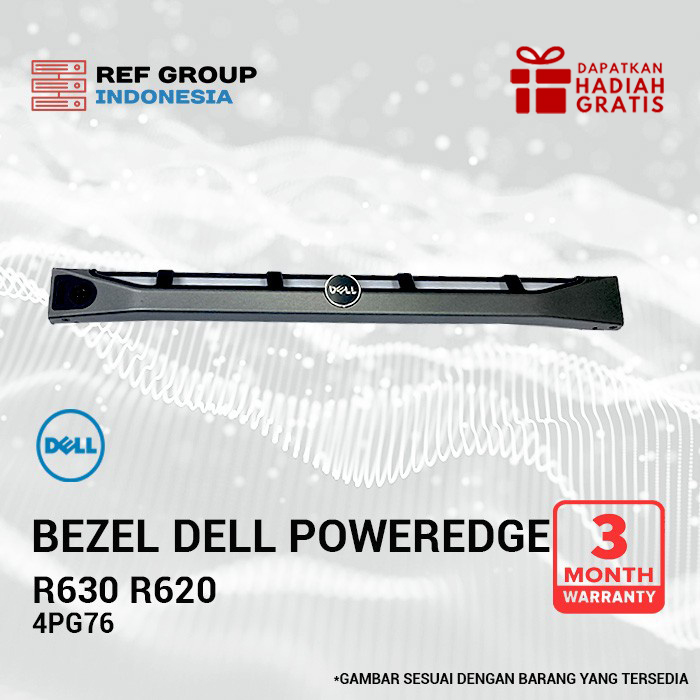 REF GROUP
INDONESIA
DAPATKAN
HADIAH
GRATIS
DELL
DELL
BEZEL DELL POWEREDGE
R630 R620
4PG76
3
MONTH
WARRANTY
*GAMBAR SESUAI DENGAN BARANG YANG TERSEDIA